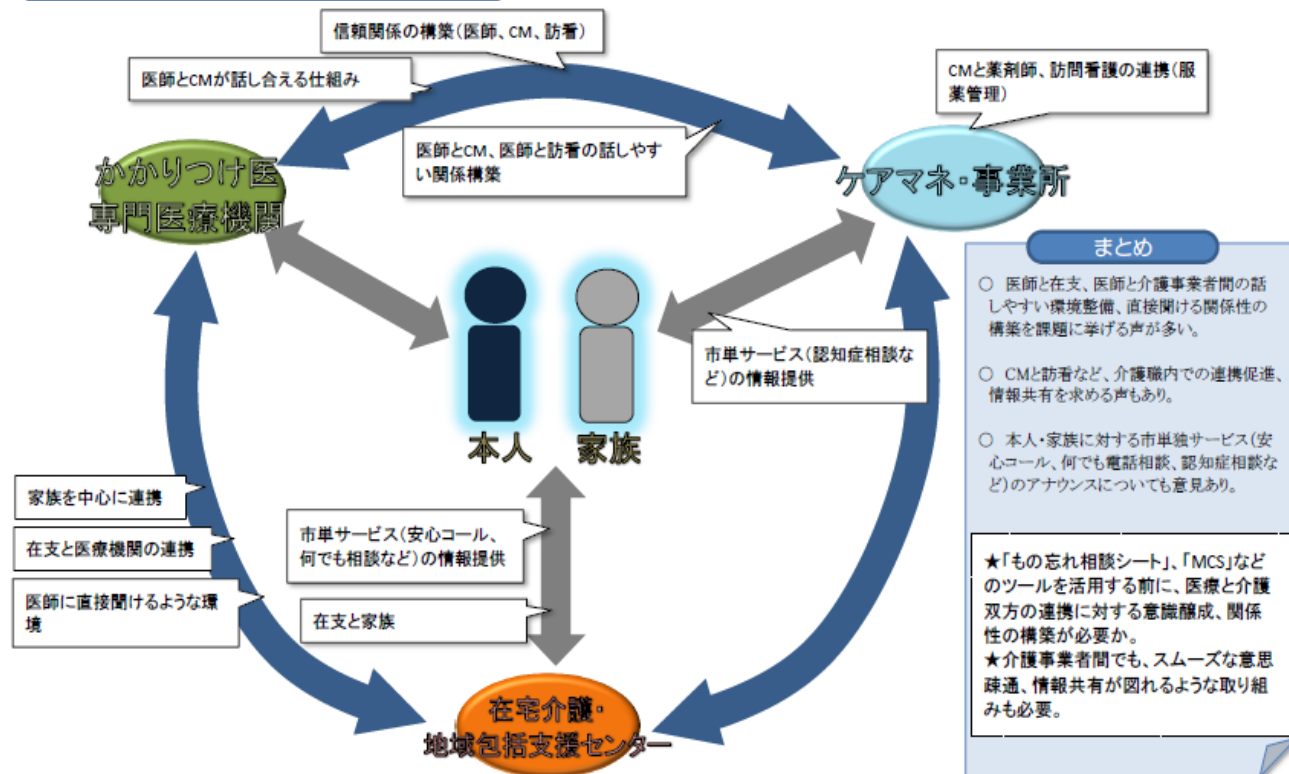 信頼関係の構築(医師、CM、訪看)
医師とCMが話し合える仕組み
CMと薬剤師、訪問看護の連携(服
薬管理)
医師とCM、医師と訪看の話しやす
い関係構築
かかりつけ医
専門医療機関
ケアマネ・事業所
まとめ
○ 医師と在支、医師と介護事業者間の話
しやすい環境整備、直接聞ける関係性の
構築を課題に挙げる声が多い。
○ CMと訪看など、介護職内での連携促進、
情報共有を求める声もあり。
○ 本人・家族に対する市単独サービス(安
心コール、何でも電話相談、認知症相談な
ど)のアナウンスについても意見あり。
市単サービス(認知症相談な
ど)の情報提供
本人
家族
家族を中心に連携
在支と医療機関の連携
医師に直接聞けるような環
境
市単サービス(安心コール、
何でも相談など)の情報提供
在支と家族
★「もの忘れ相談シート」、「MCS」など
のツールを活用する前に、医療と介護
双方の連携に対する意識醸成、関係
性の構築が必要か。
★介護事業者間でも、スムーズな意思
疎通、情報共有が図れるような取り組
みも必要。
在宅介護・
地域包括支援センター